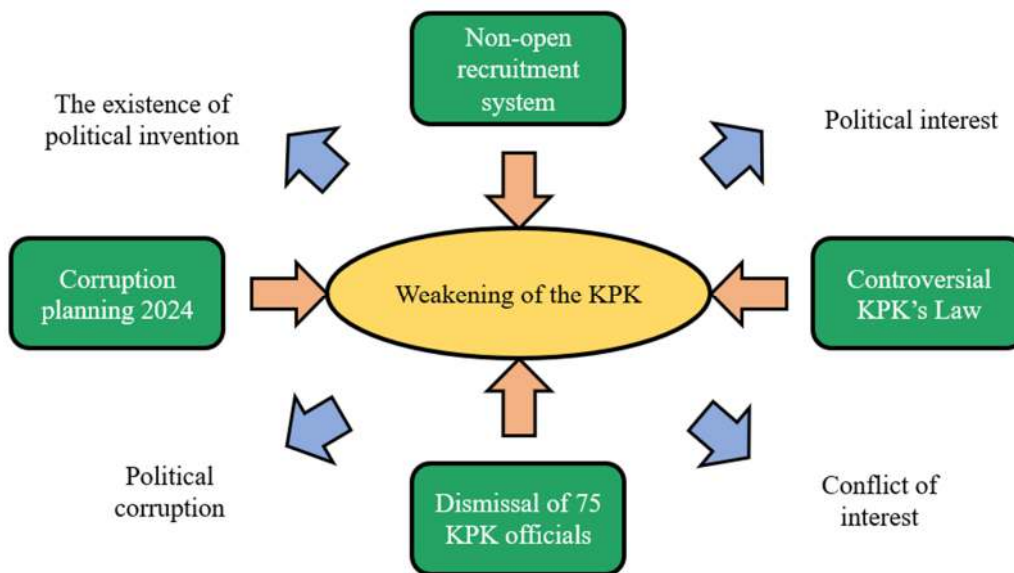 Non-open
recruitment
system
The existence of
political invention
Political interest
Corruption
planning 2024
Weakening of the KPK
Controversial
KPK's Law
Political
corruption
Dismissal of 75
KPK officials
Conflict of
interest